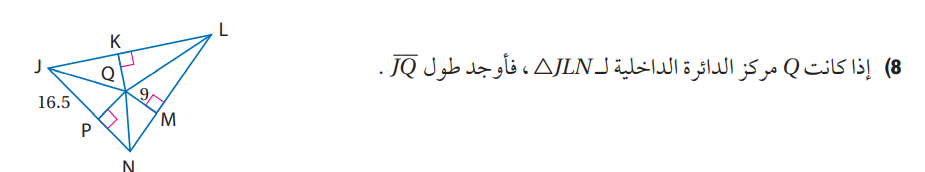 8) إذا كانت Q مركز الدائرة الداخلية لـ △JLN ، فأوجد طول JQ .
L
K
J
Q
16.5
9
M
P
N